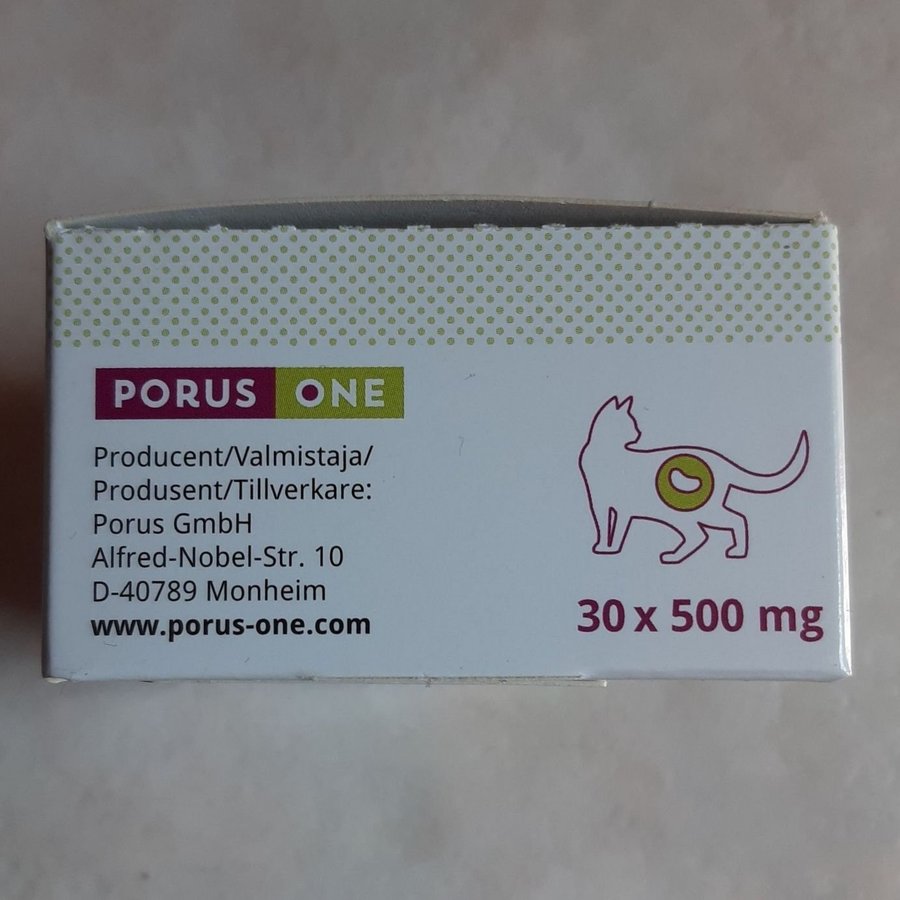 PORUS ONE
Producent/Valmistaja/
Produsent/Tillverkare:
Porus GmbH
Alfred-Nobel-Str. 10
D-40789 Monheim
www.porus-one.com
30 x 500 mg